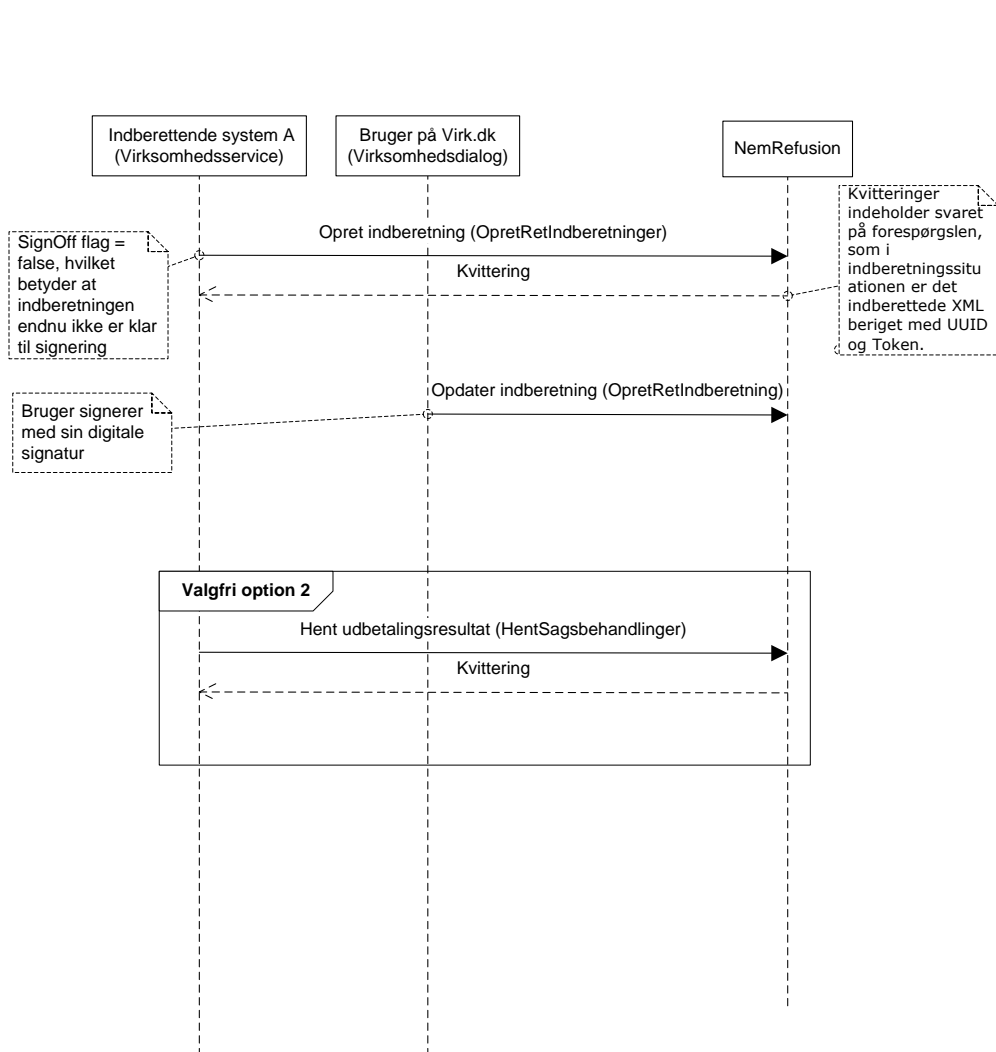 Indberettende system A
(Virksomhedsservice)
Bruger på Virk.dk
(Virksomhedsdialog)
NemRefusion
Kvitteringer
indeholder svaret
på forespørgslen,
som i
indberetningssitu
ationen er det
indberettede XML
beriget med UUID
og Token.
SignOff flag =
false, hvilket
betyder at
indberetningen
endnu ikke er klar
til signering
Opret indberetning (OpretRetIndberetninger)
Kvittering
Opdater indberetning (OpretRetIndberetning)
Bruger signerer
med sin digitale
signatur
Valgfri option 2
Hent udbetalingsresultat (HentSagsbehandlinger)
Kvittering